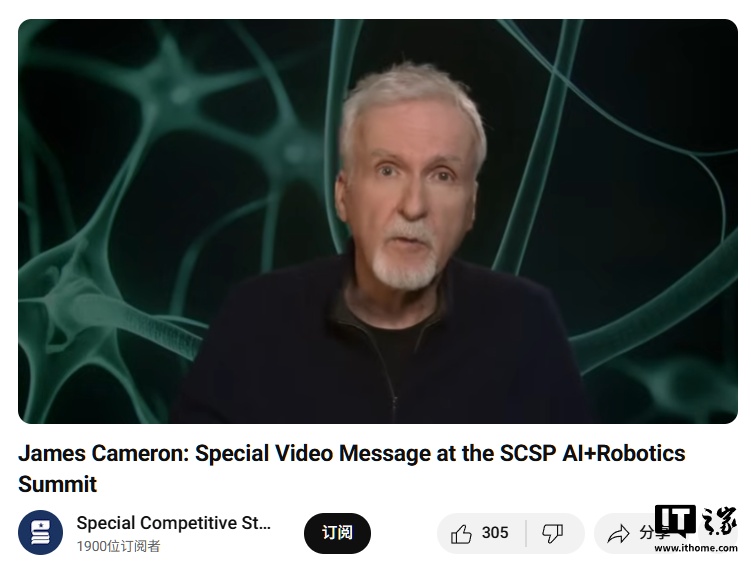 James Cameron: Special Video Message at the SCSP AI+Robotics
Summit
Special Competitive St...
1900位订阅者
订阅
305
分享
IT之家
www.ithome.com